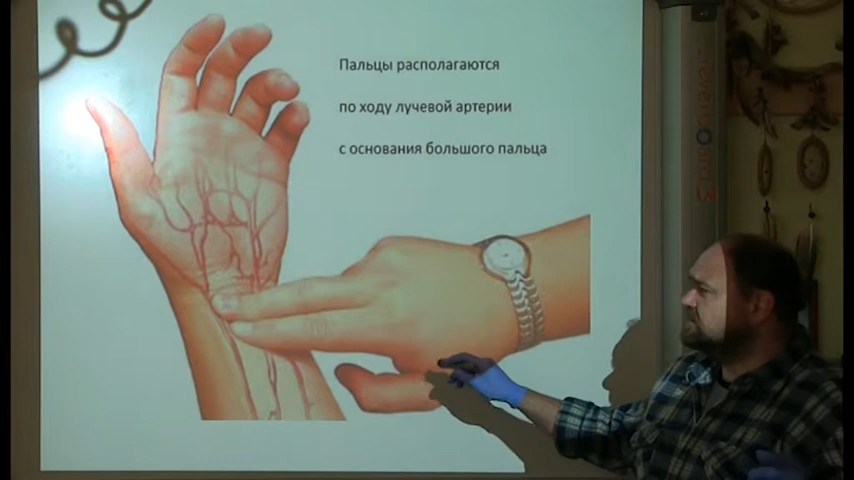 Пальцы располагаются
по ходу лучевой артерии
с основания большого пальца